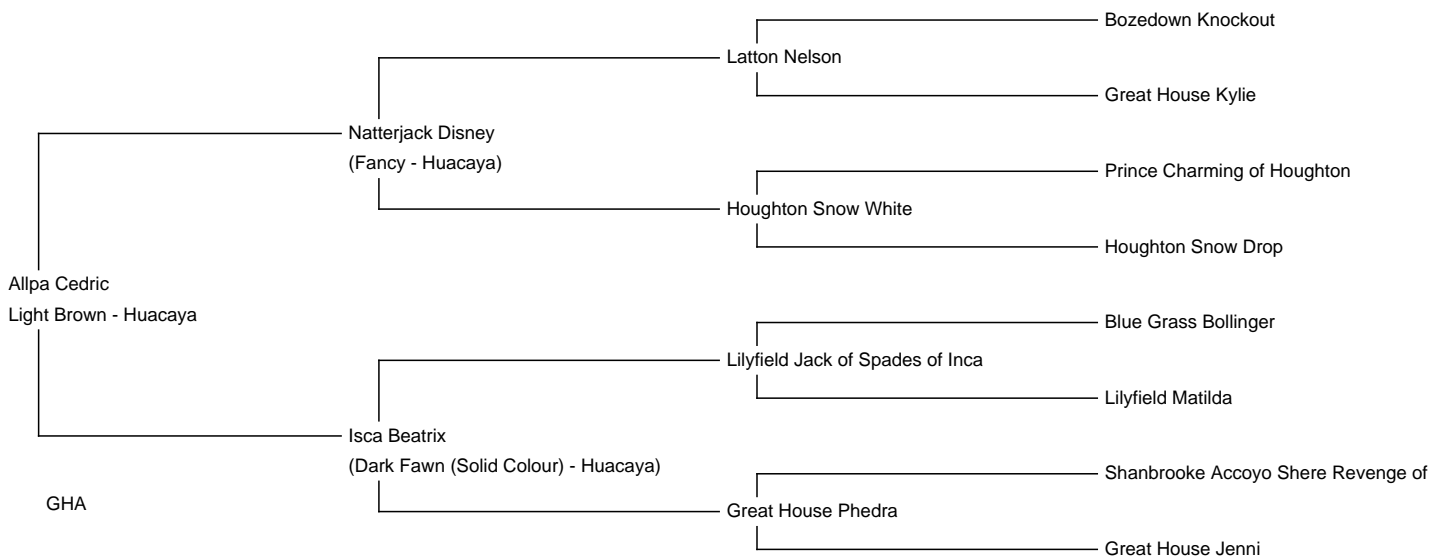 Bozedown Knockout
Latton Nelson
Great House Kylie
Natterjack Disney
(Fancy - Huacaya)
Prince Charming of Houghton
Houghton Snow White
Houghton Snow Drop
Allpa Cedric
Light Brown - Huacaya
Blue Grass Bollinger
Lilyfield Jack of Spades of Inca
Lilyfield Matilda
Isca Beatrix
(Dark Fawn (Solid Colour) - Huacaya)
Shanbrooke Accoyo Shere Revenge of
GHA
Great House Phedra
Great House Jenni